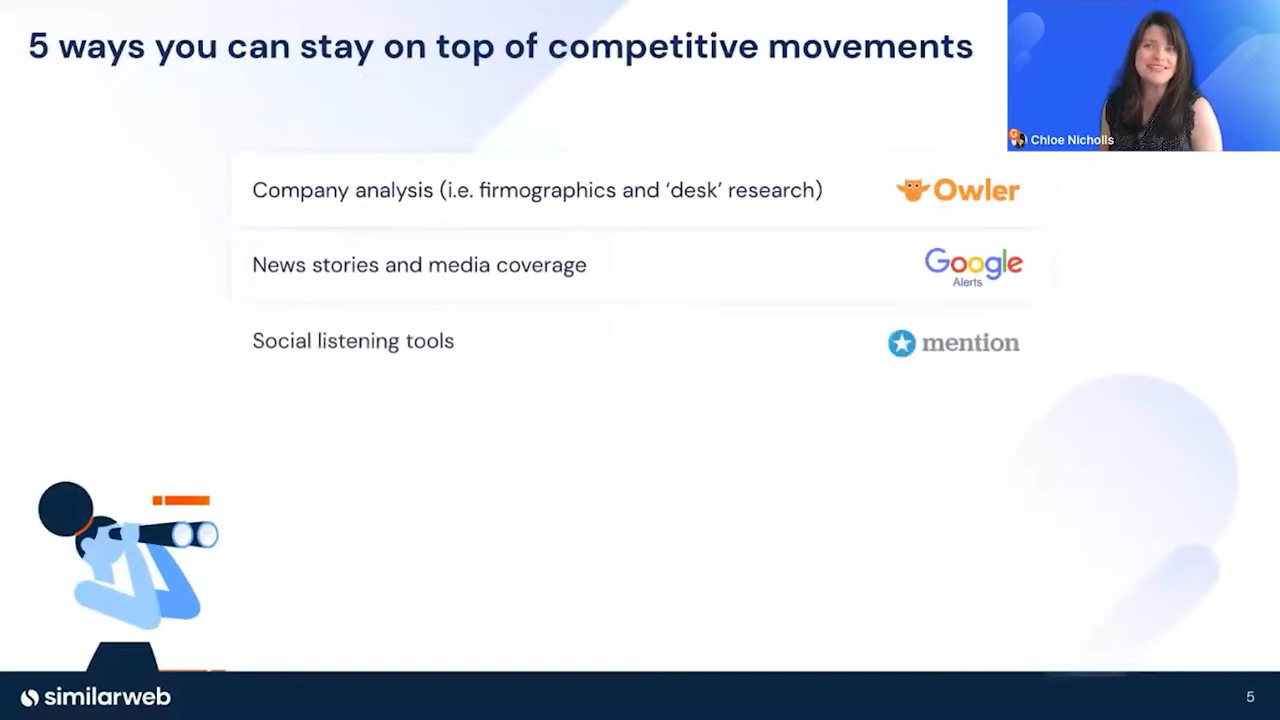 5 ways you can stay on top of competitive movements
G
Chloe Nicholls
Company analysis (i.e. firmographics and ‘desk’ research)
Owler
News stories and media coverage
Google
Alerts
Social listening tools
mention
similarweb
5